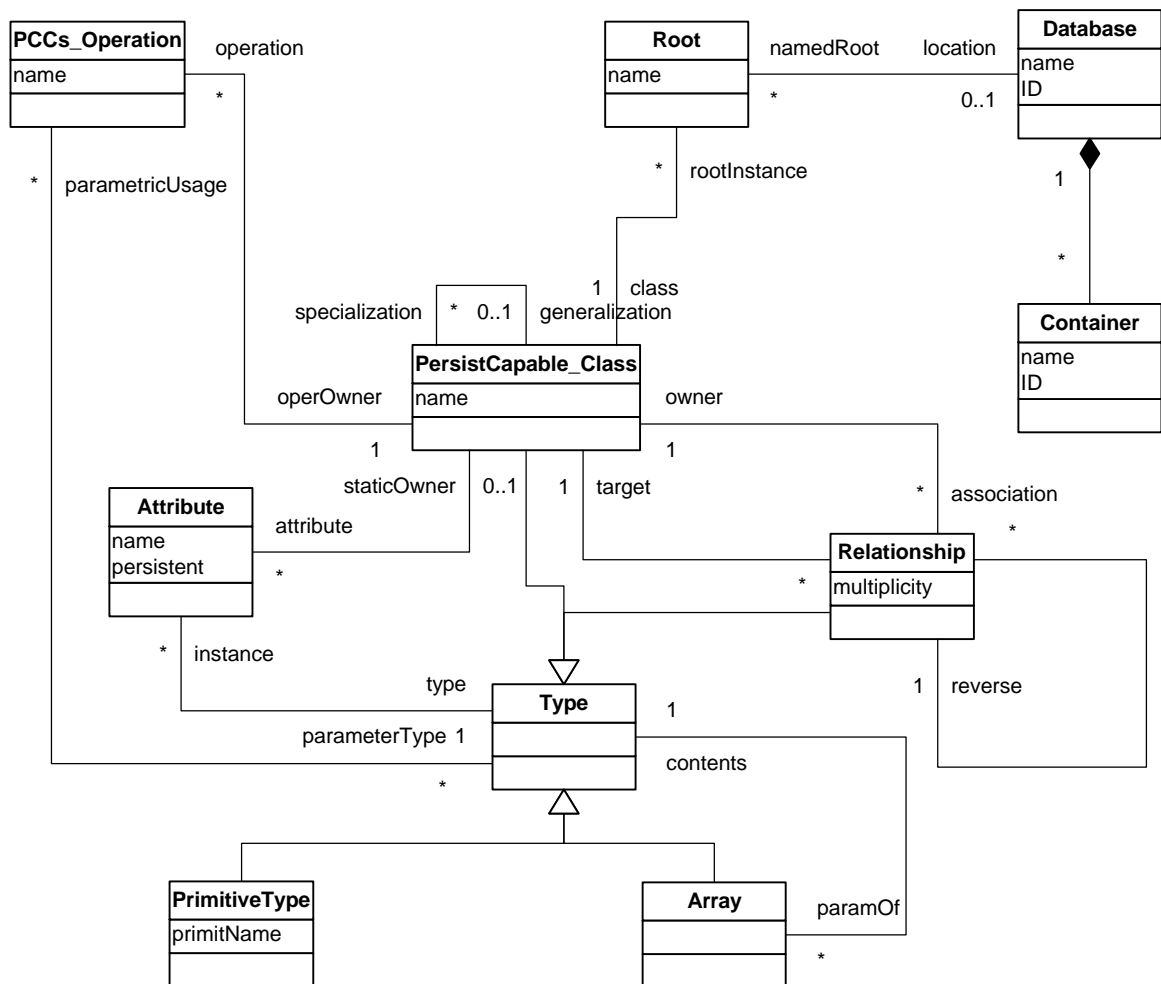 PCCs_Operation
name
operation
*
Root
name
namedRoot
*
location
0..1
Database
name
ID
1
*
Container
name
ID
* parametricUsage
* rootInstance
1 class
specialization * 0..1 generalization
PersistCapable_Class
name
operOwner
1
owner
1
staticOwner 0..1
1 target
* association
*
Attribute
name
persistent
attribute
*
Relationship
multiplicity
*
* instance
1 reverse
type
Type
1
parameterType 1
*
contents
PrimitiveType
primitName
Array
paramOf
*